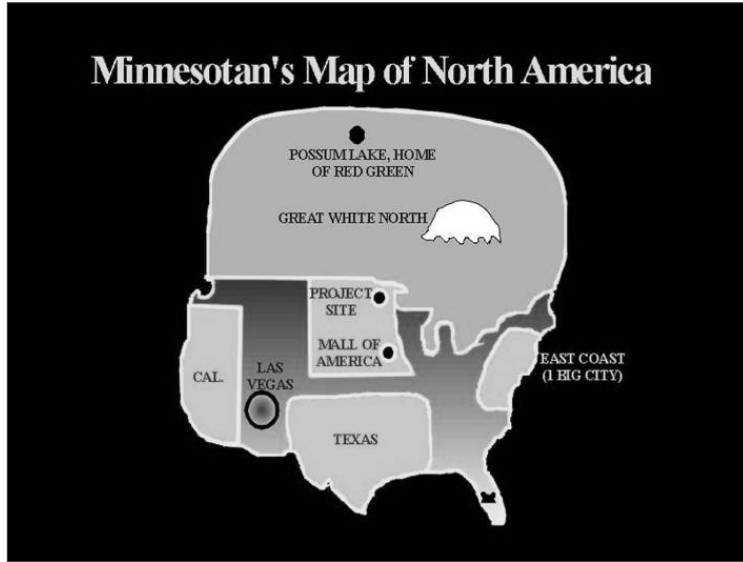 Minnesotan's Map of North America
POSSUM LAKE, HOME
OF RED GREEN
GREAT WHITE NORTH
PROJECT
SITE
MALL OF
AMERICA
EAST COAST
(1 BIG CITY)
LAS
VEGAS
CAL.
TEXAS